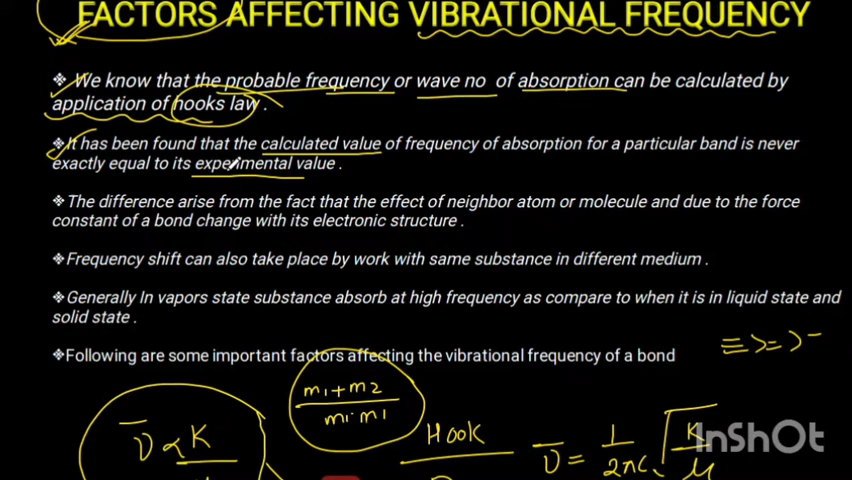 FACTORS AFFECTING VIBRATIONAL FREQUENCY
❖ We know that the probable frequency or wave no of absorption can be calculated by
application of hooks law .
❖ It has been found that the calculated value of frequency of absorption for a particular band is never
exactly equal to its experimental value .
❖The difference arise from the fact that the effect of neighbor atom or molecule and due to the force
constant of a bond change with its electronic structure .
❖Frequency shift can also take place by work with same substance in different medium .
❖Generally In vapors state substance absorb at high frequency as compare to when it is in liquid state and
solid state .
❖Following are some important factors affecting the vibrational frequency of a bond
≡ > = > -
m1 + m2
m1 · m1
ν̄ ∝ K
Hook
ν̄ = 1/2πc √K/μ
InShOt